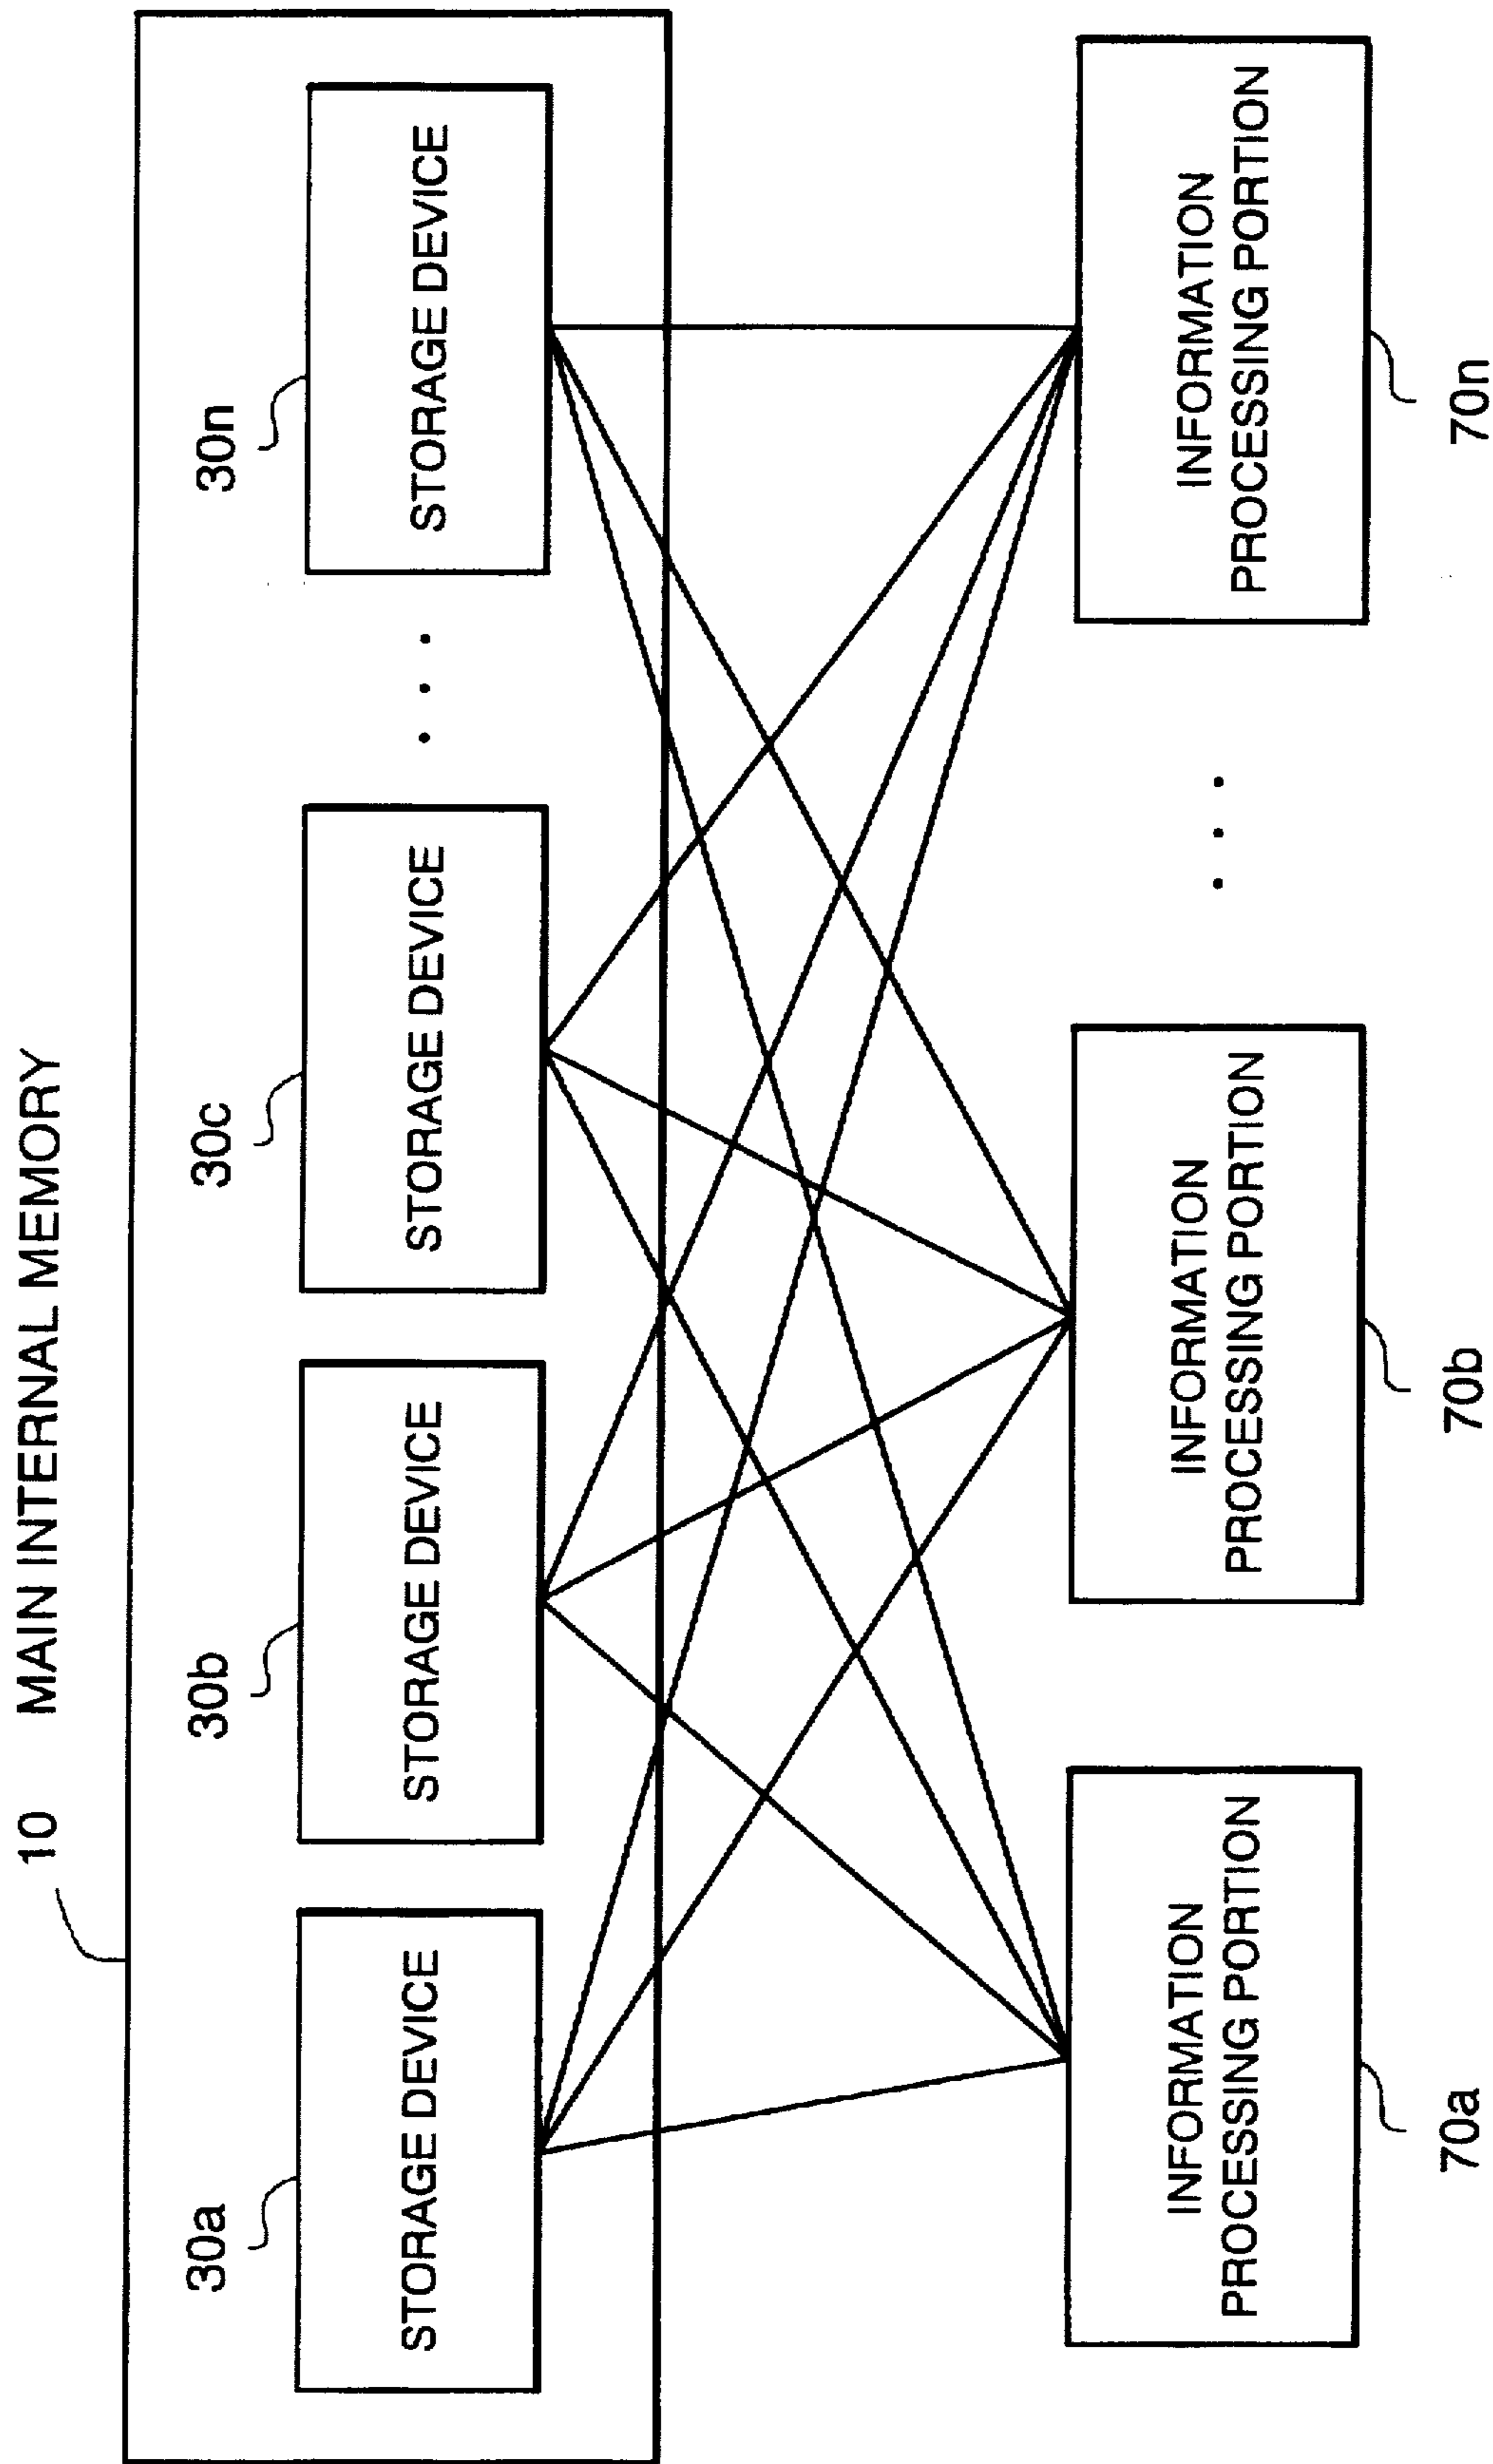 10 MAIN INTERNAL MEMORY
30a
30b
30c
30n
STORAGE DEVICE
STORAGE DEVICE
STORAGE DEVICE
. . .
STORAGE DEVICE
INFORMATION
PROCESSING PORTION
INFORMATION
PROCESSING PORTION
. . .
INFORMATION
PROCESSING PORTION
70a
70b
70n